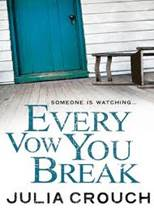 SOMEONE IS WATCHING...
EVERY
VOW YOU
BREAK
JULIA CROUCH